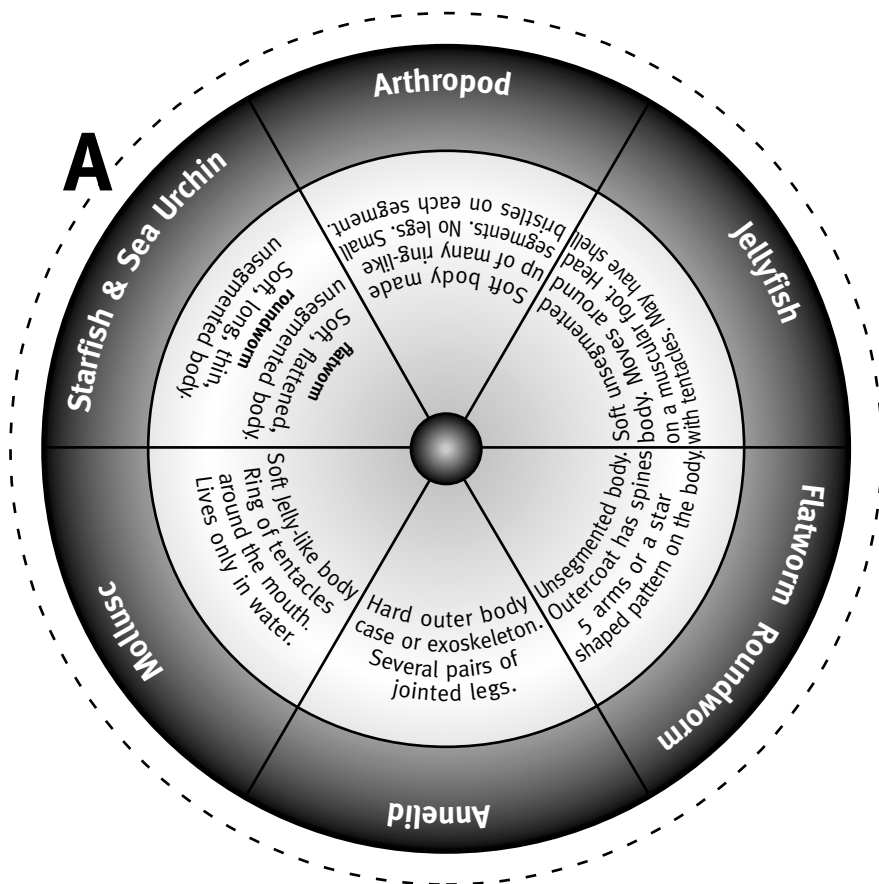 A
Arthropod
Jellyfish
Flatworm Roundworm
Annelid
Mollusc
Starfish & Sea Urchin
Soft body made
up of many ring-like
segments. No legs. Small
bristles on each segment.
Soft unsegmented
body. Moves around
on a muscular foot. Head
with tentacles. May have shell.
Unsegmented body.
Outercoat has spines
5 arms or a star
shaped pattern on the body.
Hard outer body
case or exoskeleton.
Several pairs of
jointed legs.
Soft Jelly-like body
Ring of tentacles
around the mouth.
Lives only in water.
flatworm
Soft, flattened,
unsegmented body.
roundworm
Soft, long, thin,
unsegmented body.